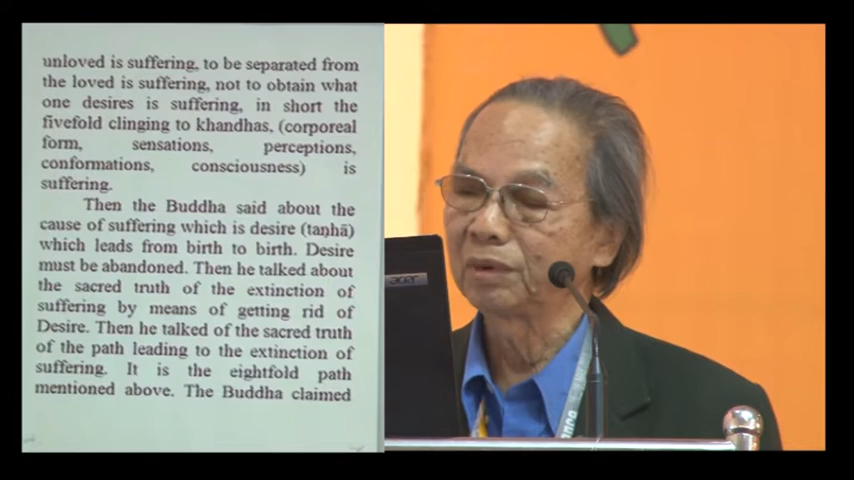 unloved is suffering, to be separated from
the loved is suffering, not to obtain what
one desires is suffering, in short the
fivefold clinging to khandhas, (corporeal
form, sensations, perceptions,
conformations, consciousness) is
suffering.
Then the Buddha said about the
cause of suffering which is desire (taṇhā)
which leads from birth to birth. Desire
must be abandoned. Then he talked about
the sacred truth of the extinction of
suffering by means of getting rid of
Desire. Then he talked of the sacred truth
of the path leading to the extinction of
suffering. It is the eightfold path
mentioned above. The Buddha claimed